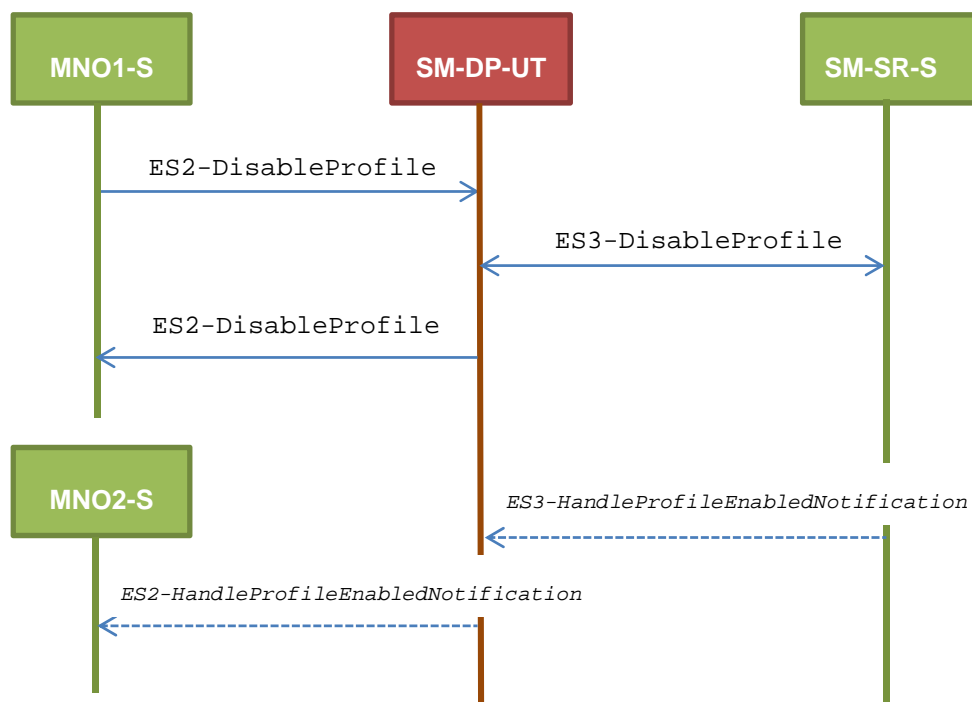 MNO1-S
SM-DP-UT
SM-SR-S
ES2-DisableProfile
ES3-DisableProfile
ES2-DisableProfile
MNO2-S
ES3-HandleProfileEnabledNotification
ES2-HandleProfileEnabledNotification